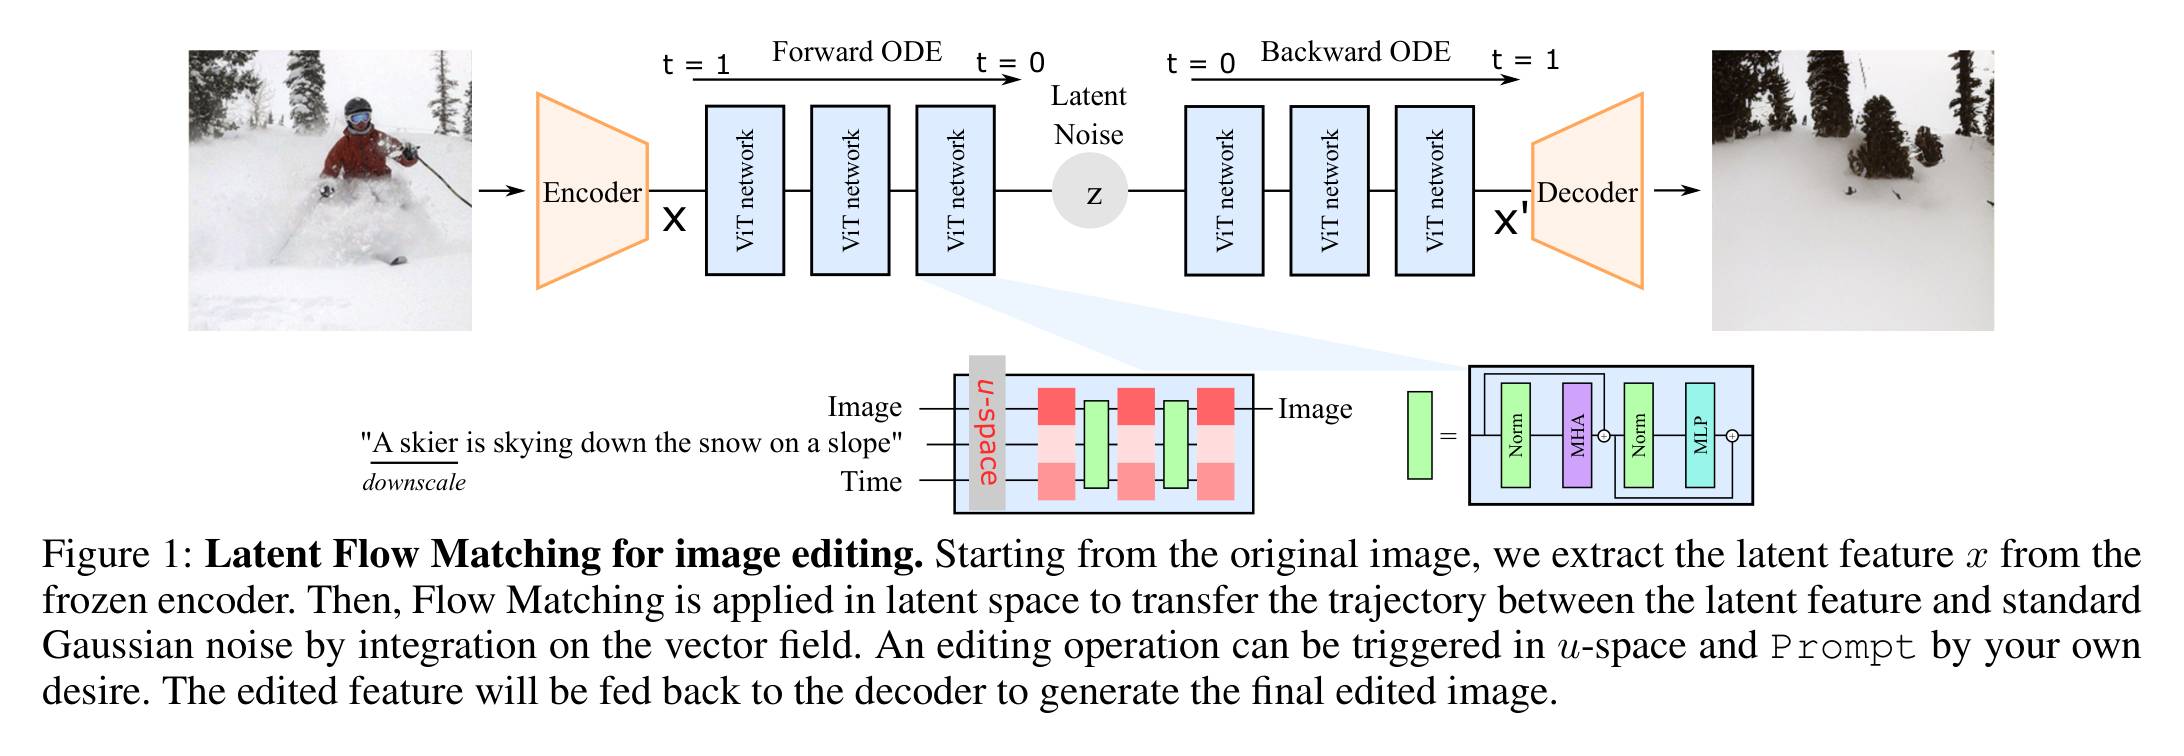 t = 1
Forward ODE
t = 0
Latent
Noise
t = 0
Backward ODE
t = 1
Encoder
x
ViT network
ViT network
ViT network
z
ViT network
ViT network
ViT network
x'
Decoder
Image
"A skier is skying down the snow on a slope"
downscale
Time
u-space
Image
=
Norm
MHA
+
Norm
MLP
+
Figure 1: Latent Flow Matching for image editing. Starting from the original image, we extract the latent feature x from the
frozen encoder. Then, Flow Matching is applied in latent space to transfer the trajectory between the latent feature and standard
Gaussian noise by integration on the vector field. An editing operation can be triggered in u-space and Prompt by your own
desire. The edited feature will be fed back to the decoder to generate the final edited image.